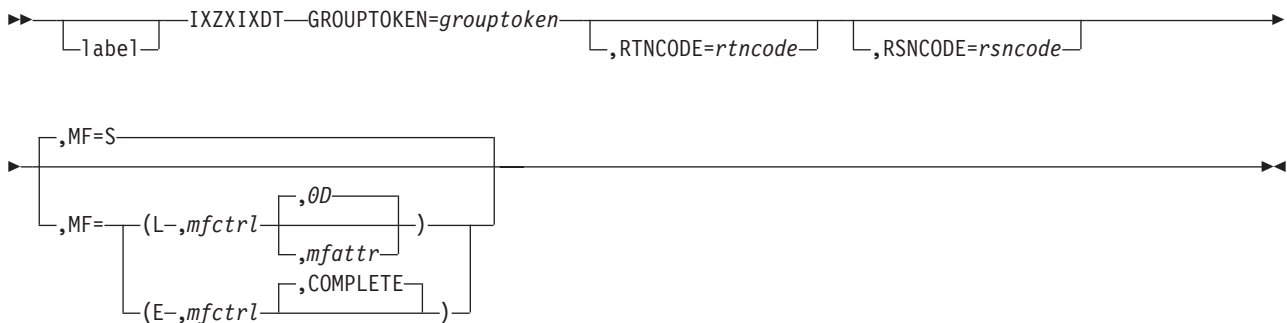 IXZXIXDT GROUPTOKEN=grouptoken
label ,RTNCODE=rtncode ,RSNCODE=rsncode
,MF=S
,0D
,MF= (L ,mfctrl )
,mfattr
,COMPLETE
(E ,mfctrl )